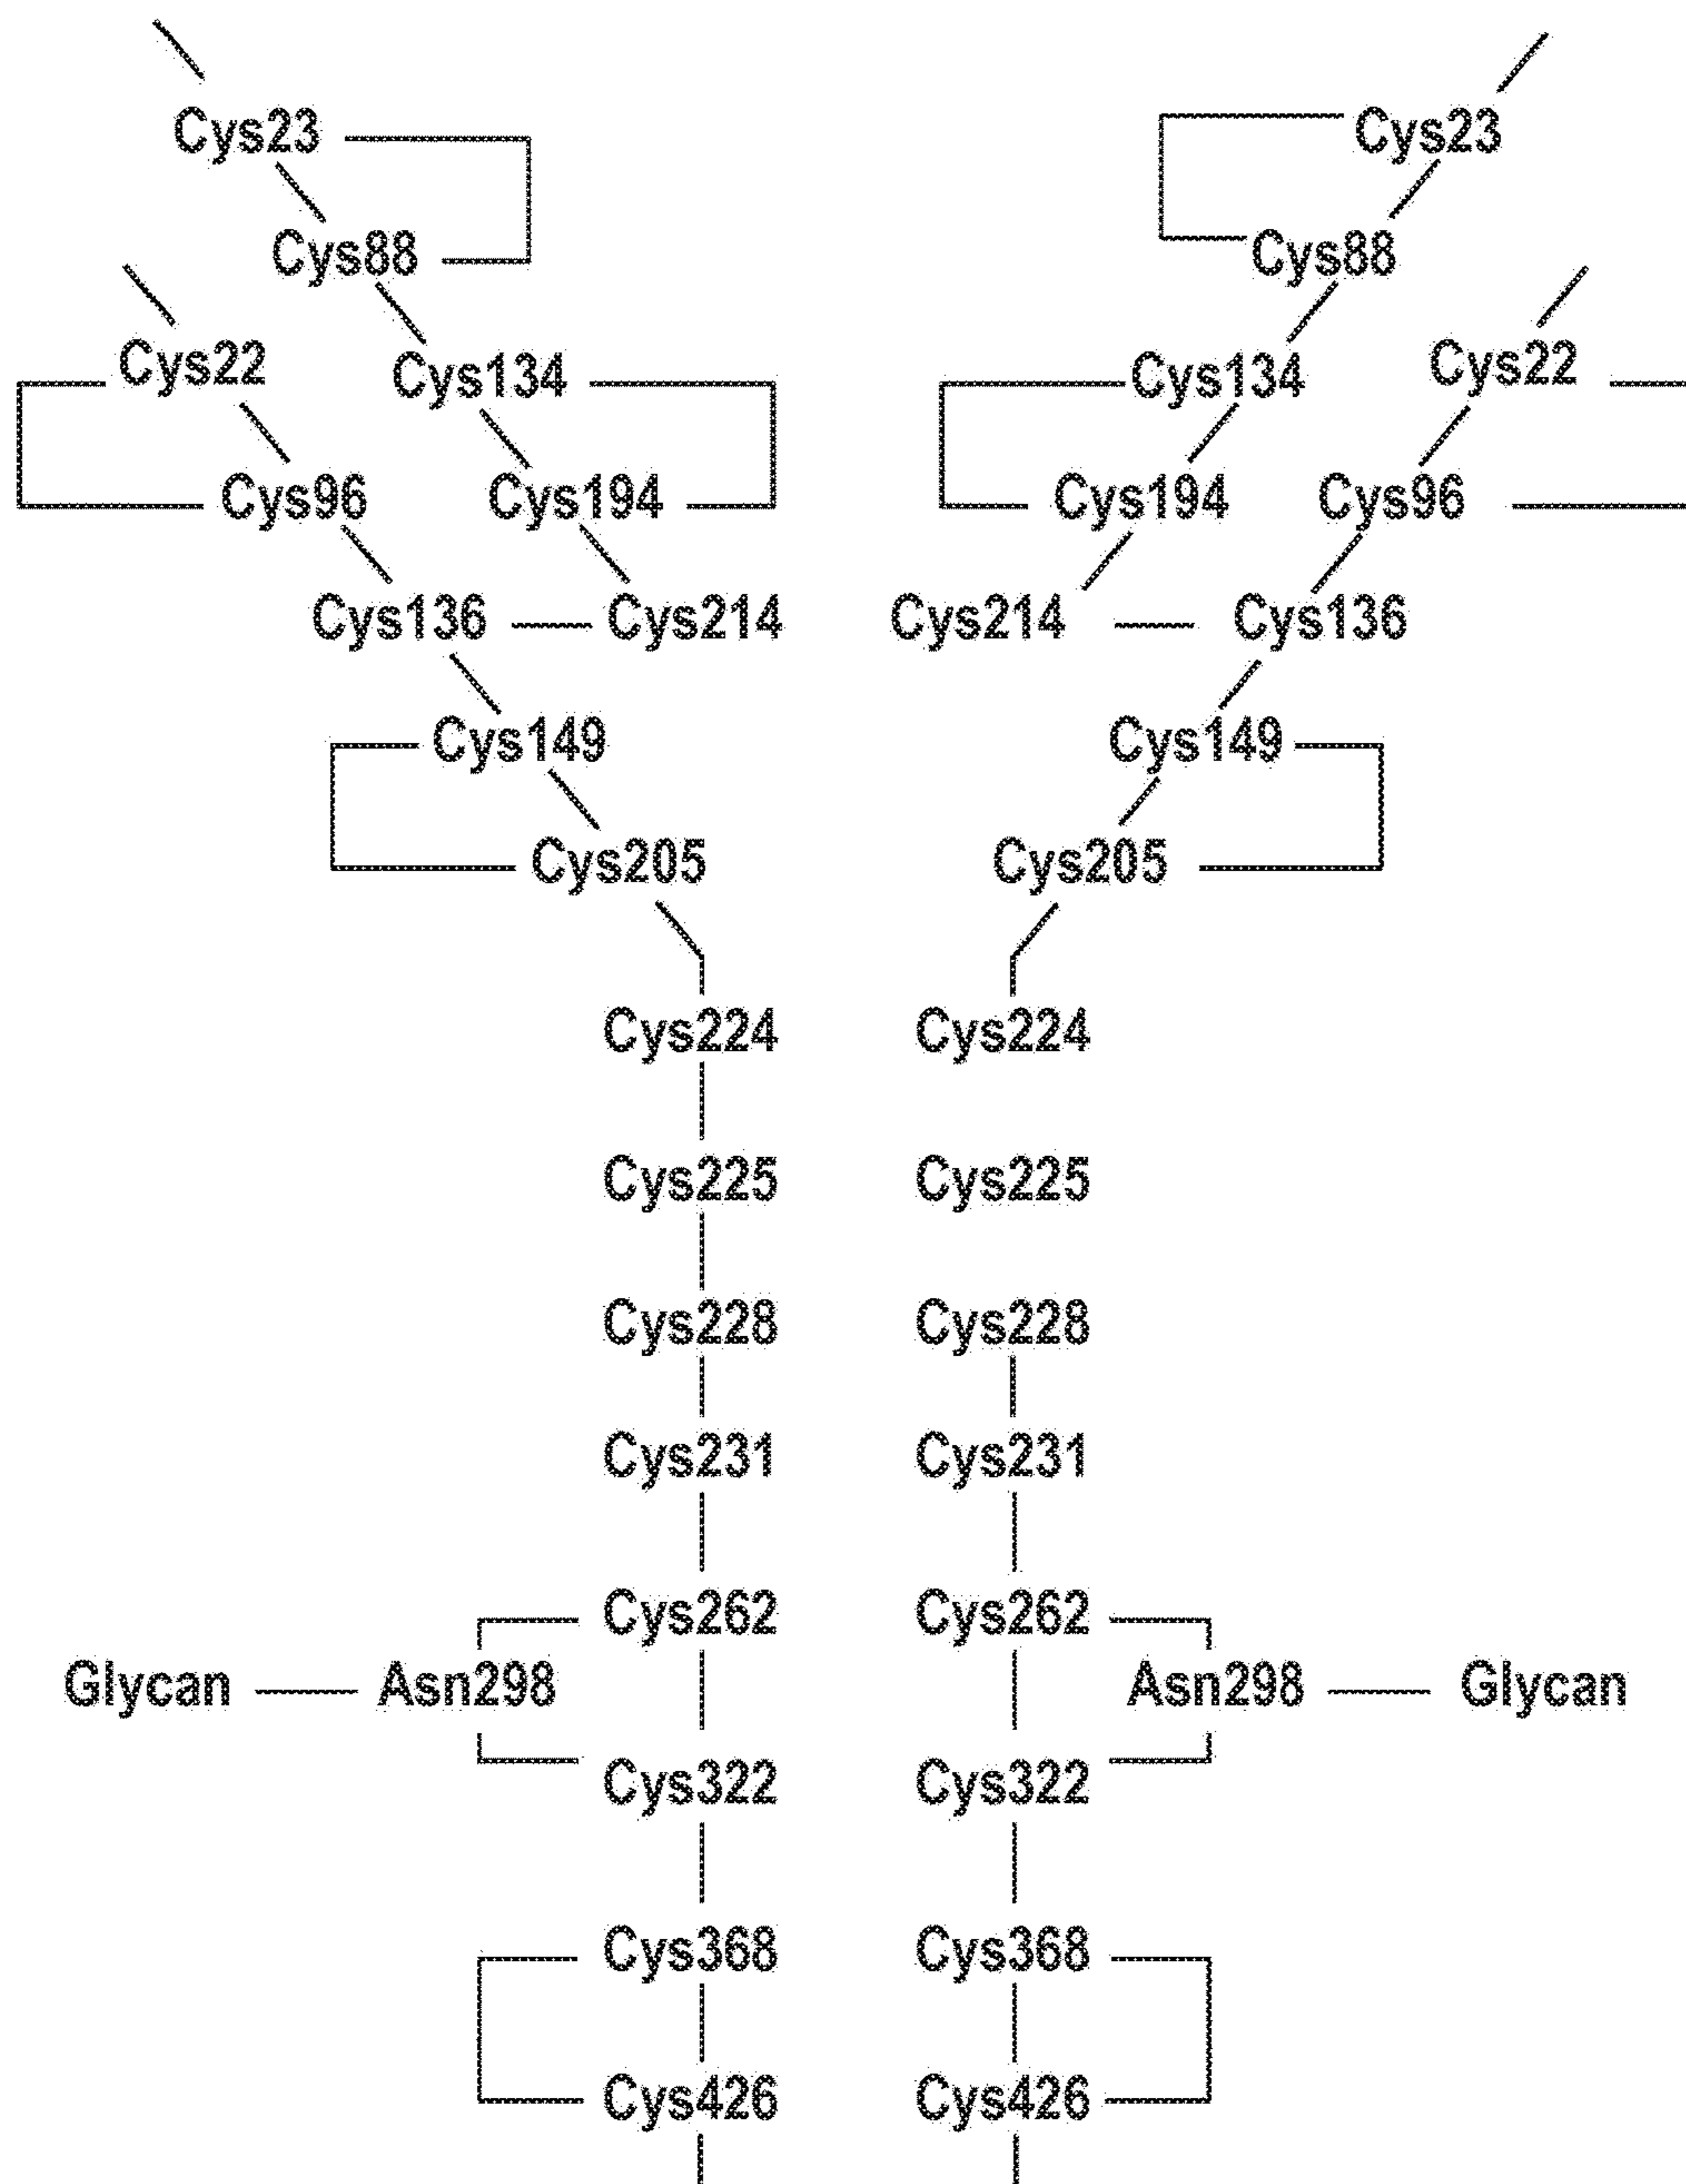 Cys23 Cys23
Cys88 Cys88
Cys22 Cys134 Cys134 Cys22
Cys96 Cys194 Cys194 Cys96
Cys136 Cys214 Cys214 Cys136
Cys149 Cys149
Cys205 Cys205
Cys224 Cys224
Cys225 Cys225
Cys228 Cys228
Cys231 Cys231
Cys262 Cys262
Glycan Asn298 Asn298 Glycan
Cys322 Cys322
Cys368 Cys368
Cys426 Cys426